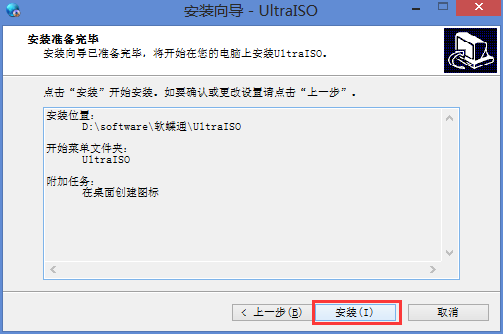 安装向导 - UltraISO
安装准备完毕
安装向导已准备完毕，将开始在您的电脑上安装UltraISO。
点击“安装”开始安装。如要确认或更改设置请点击“上一步”。
安装位置：
D:\software\软蝶通\UltraISO
开始菜单文件夹：
UltraISO
附加任务：
在桌面创建图标
< 上一步(B)
安装(I)
取消